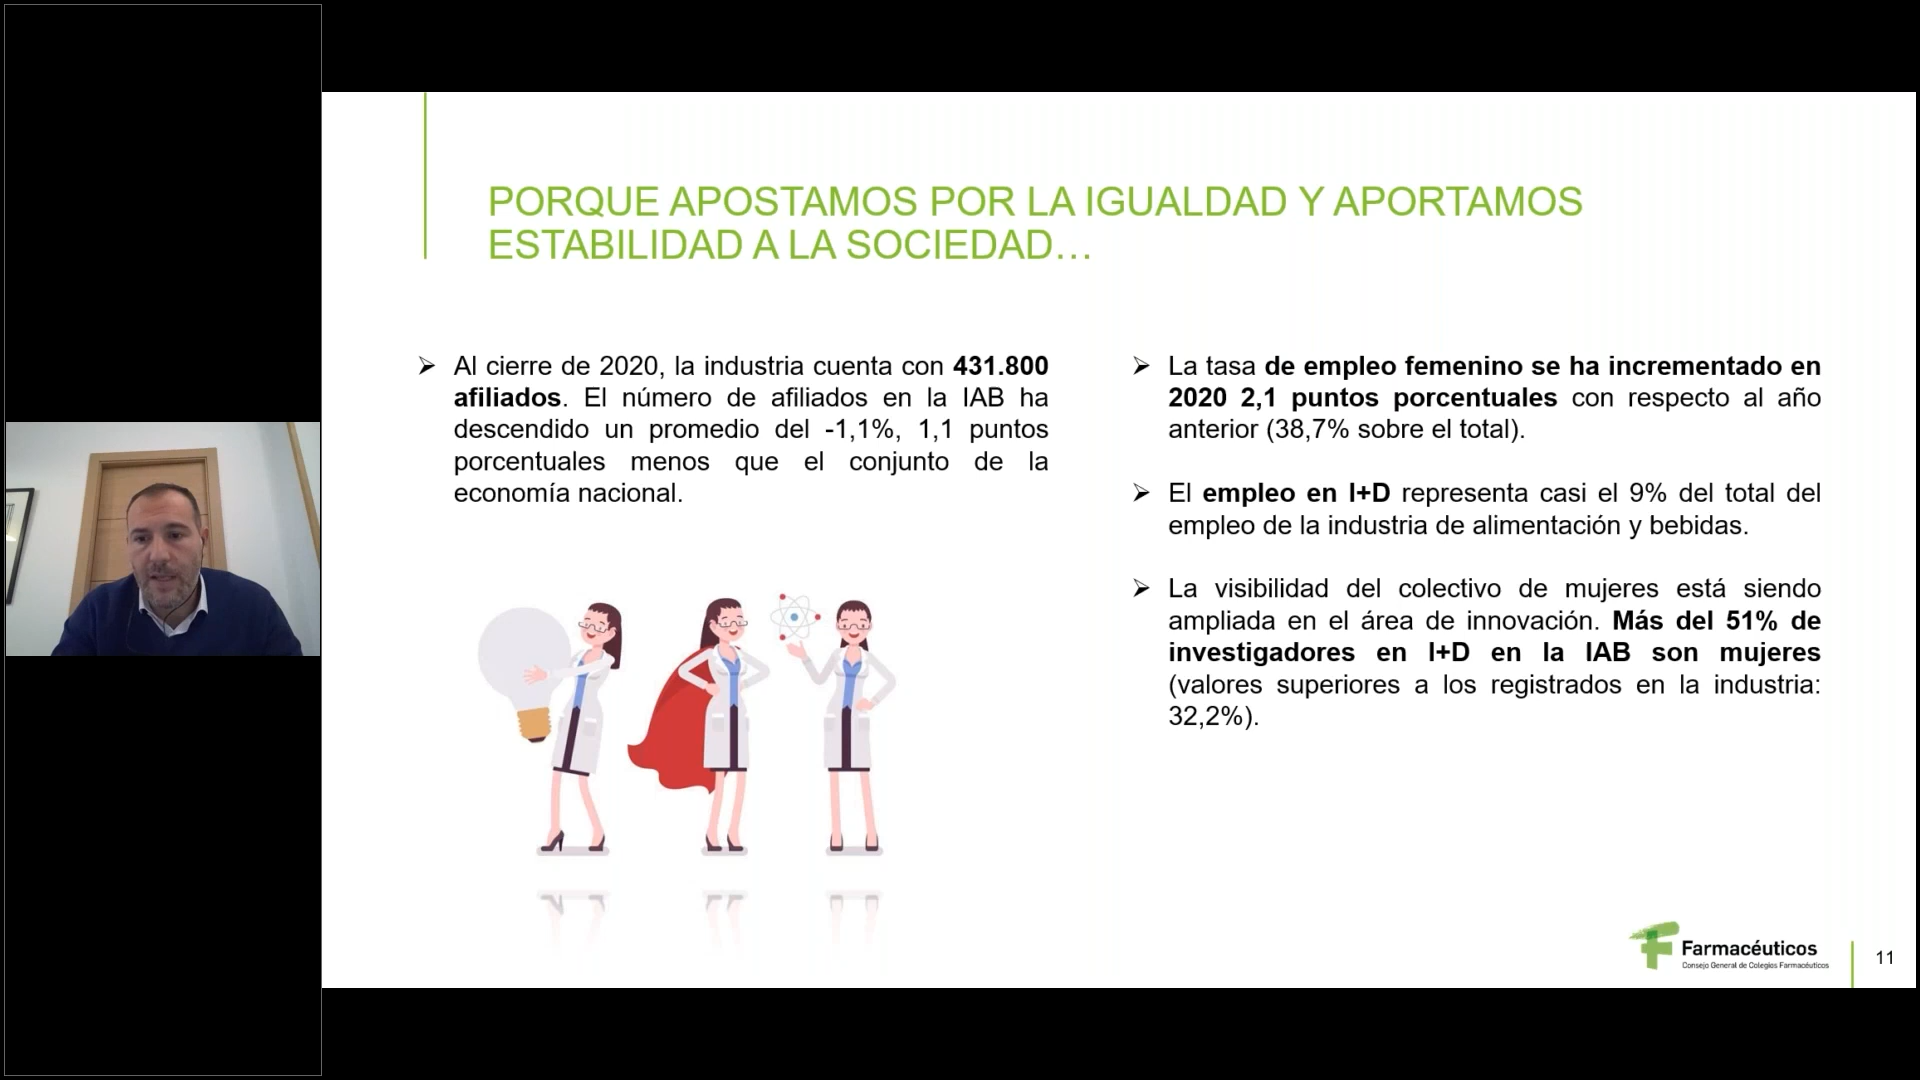 PORQUE APOSTAMOS POR LA IGUALDAD Y APORTAMOS
ESTABILIDAD A LA SOCIEDAD…
➢ Al cierre de 2020, la industria cuenta con 431.800
afiliados. El número de afiliados en la IAB ha
descendido un promedio del -1,1%, 1,1 puntos
porcentuales menos que el conjunto de la
economía nacional.
➢ La tasa de empleo femenino se ha incrementado en
2020 2,1 puntos porcentuales con respecto al año
anterior (38,7% sobre el total).
➢ El empleo en I+D representa casi el 9% del total del
empleo de la industria de alimentación y bebidas.
➢ La visibilidad del colectivo de mujeres está siendo
ampliada en el área de innovación. Más del 51% de
investigadores en I+D en la IAB son mujeres
(valores superiores a los registrados en la industria:
32,2%).
Farmacéuticos
Consejo General de Colegios Farmacéuticos
11